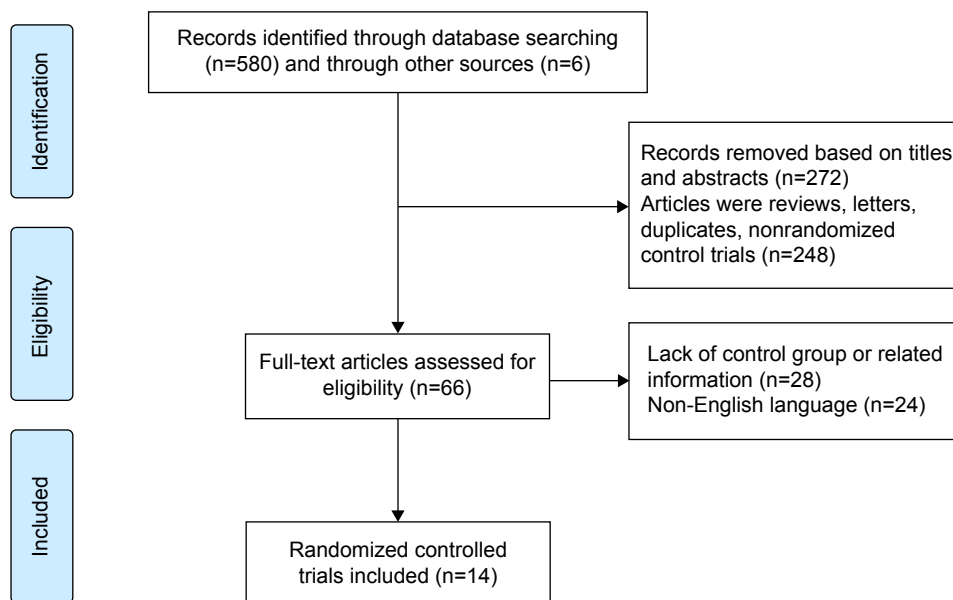 Identification
Records identified through database searching
(n=580) and through other sources (n=6)
Records removed based on titles
and abstracts (n=272)
Articles were reviews, letters,
duplicates, nonrandomized
control trials (n=248)
Eligibility
Full-text articles assessed for
eligibility (n=66)
Lack of control group or related
information (n=28)
Non-English language (n=24)
Included
Randomized controlled
trials included (n=14)